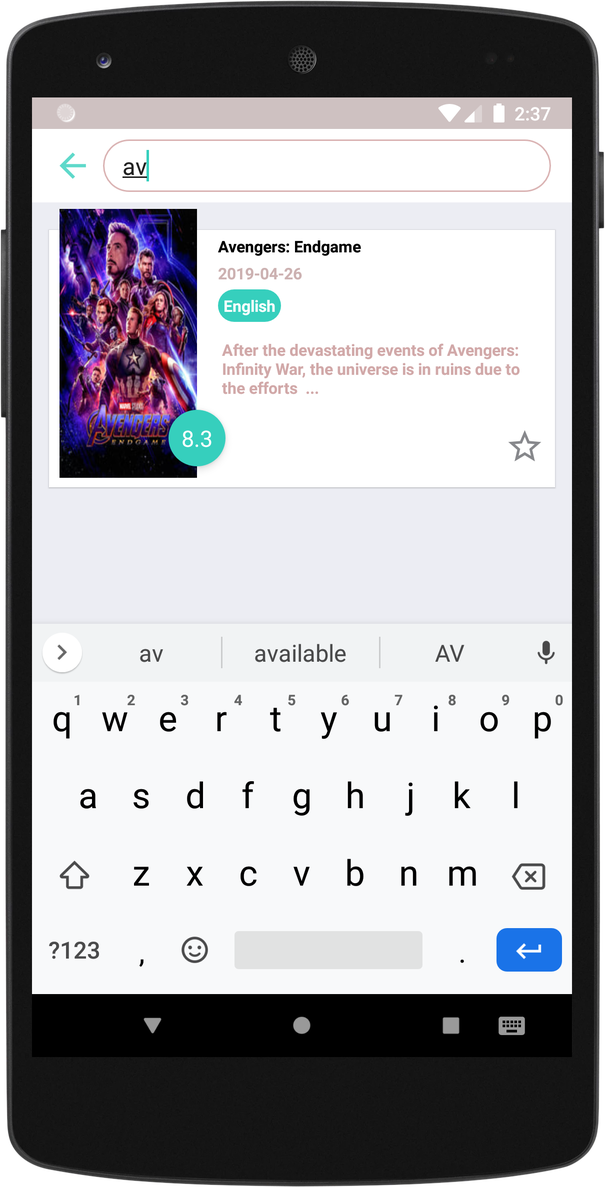 2:37
av
Avengers: Endgame
2019-04-26
English
After the devastating events of Avengers:
Infinity War, the universe is in ruins due to
the efforts ...
MARVEL STUDIOS
AVENGERS
ENDGAME
8.3
av available AV
1 2 3 4 5 6 7 8 9 0
q w e r t y u i o p
a s d f g h j k l
z x c v b n m
?123 , .